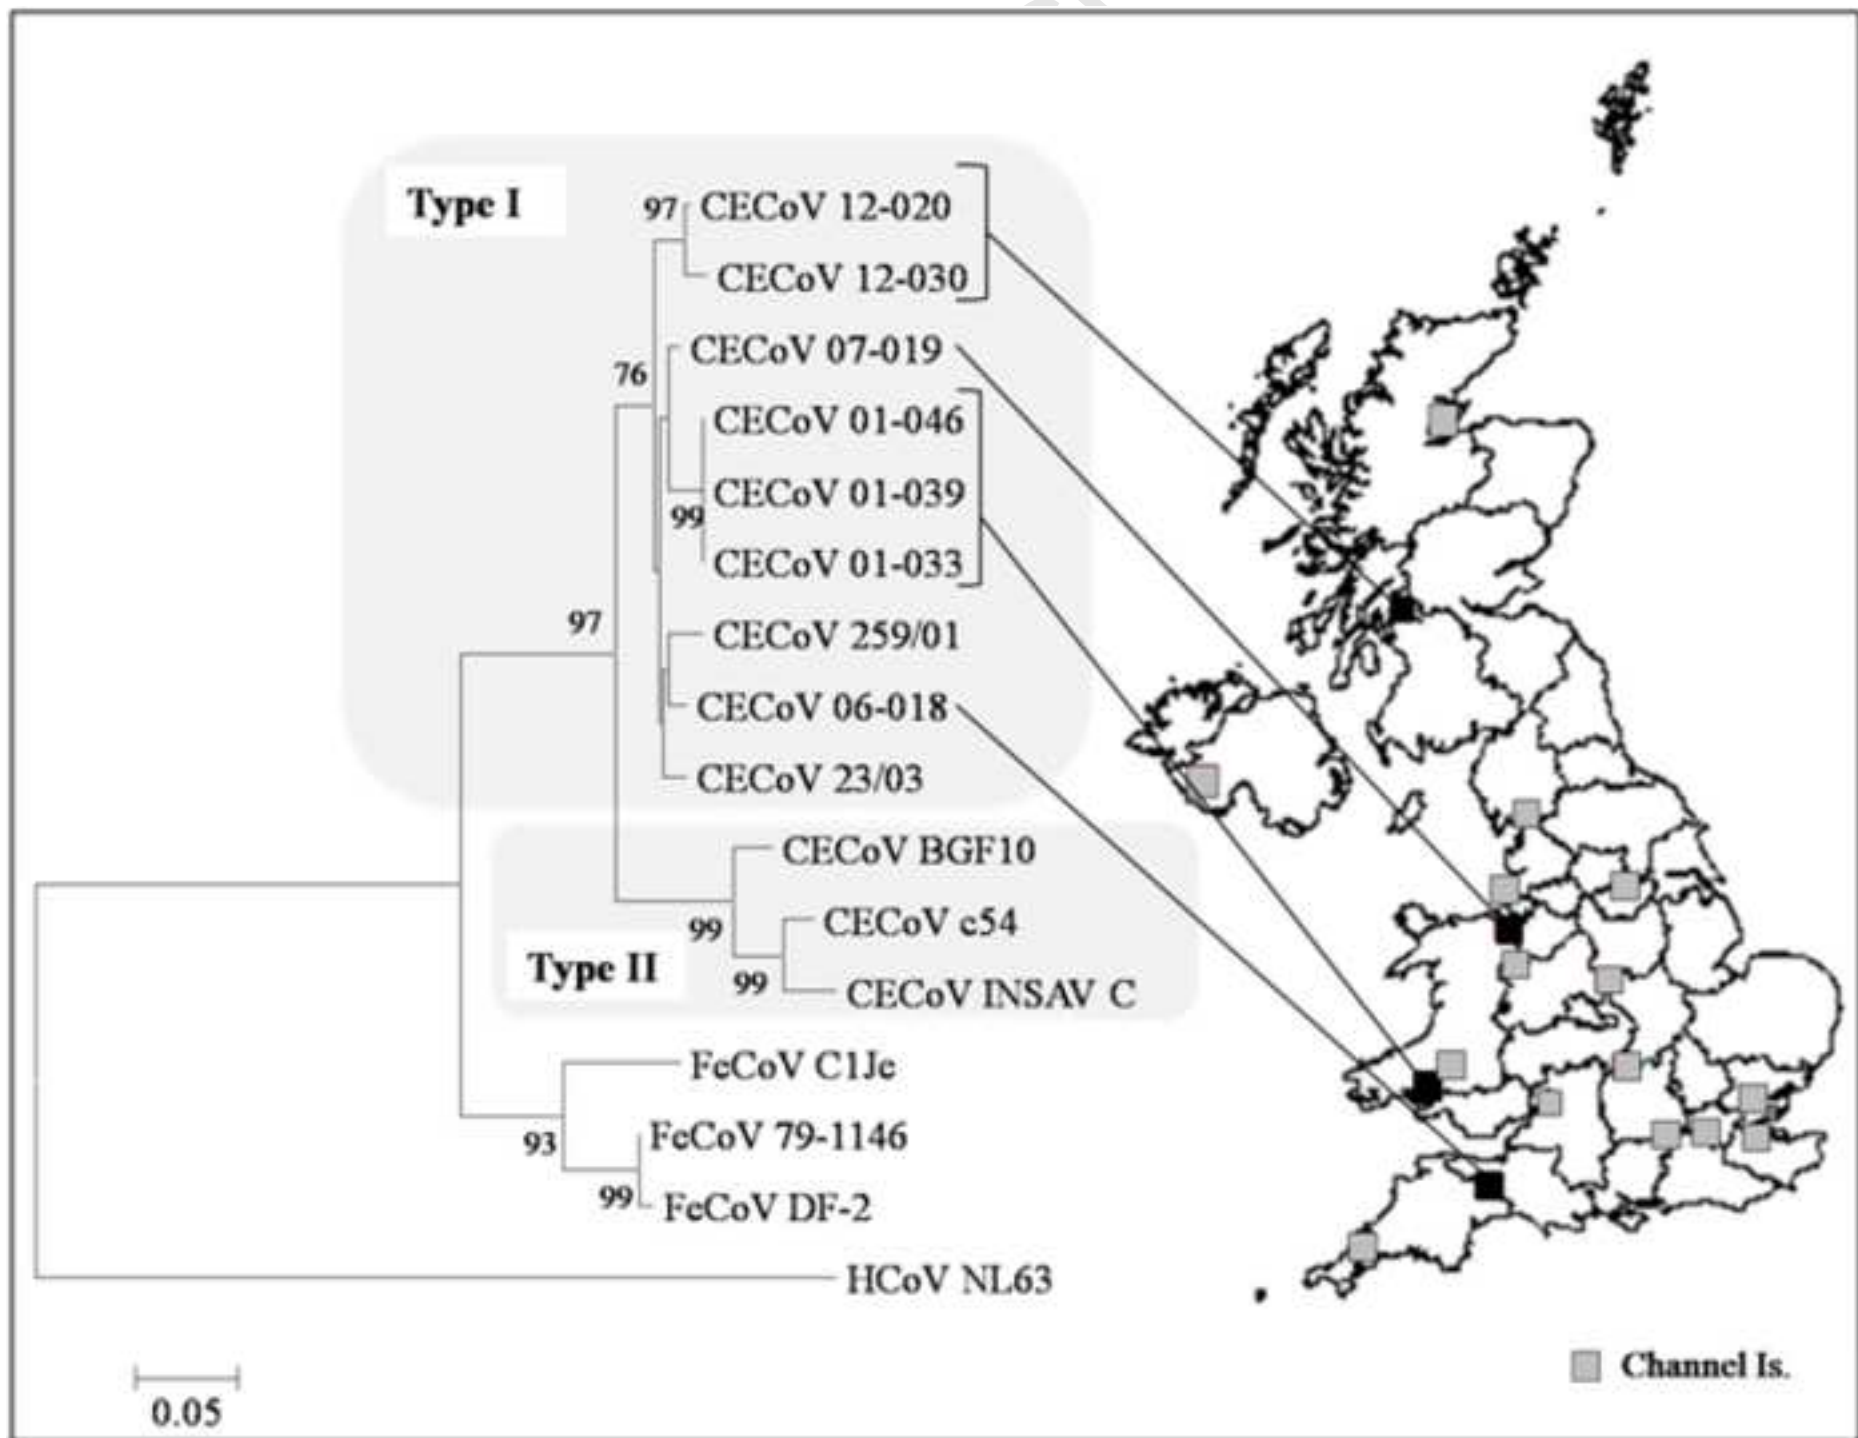 Type I
97
CECoV 12-020
CECoV 12-030
CECoV 07-019
76
CECoV 01-046
CECoV 01-039
99
CECoV 01-033
97
CECoV 259/01
CECoV 06-018
CECoV 23/03
CECoV BGF10
99
CECoV c54
Type II
99
CECoV INSAV C
FeCoV C1Je
FeCoV 79-1146
93
99
FeCoV DF-2
HCoV NL63
0.05
Channel Is.